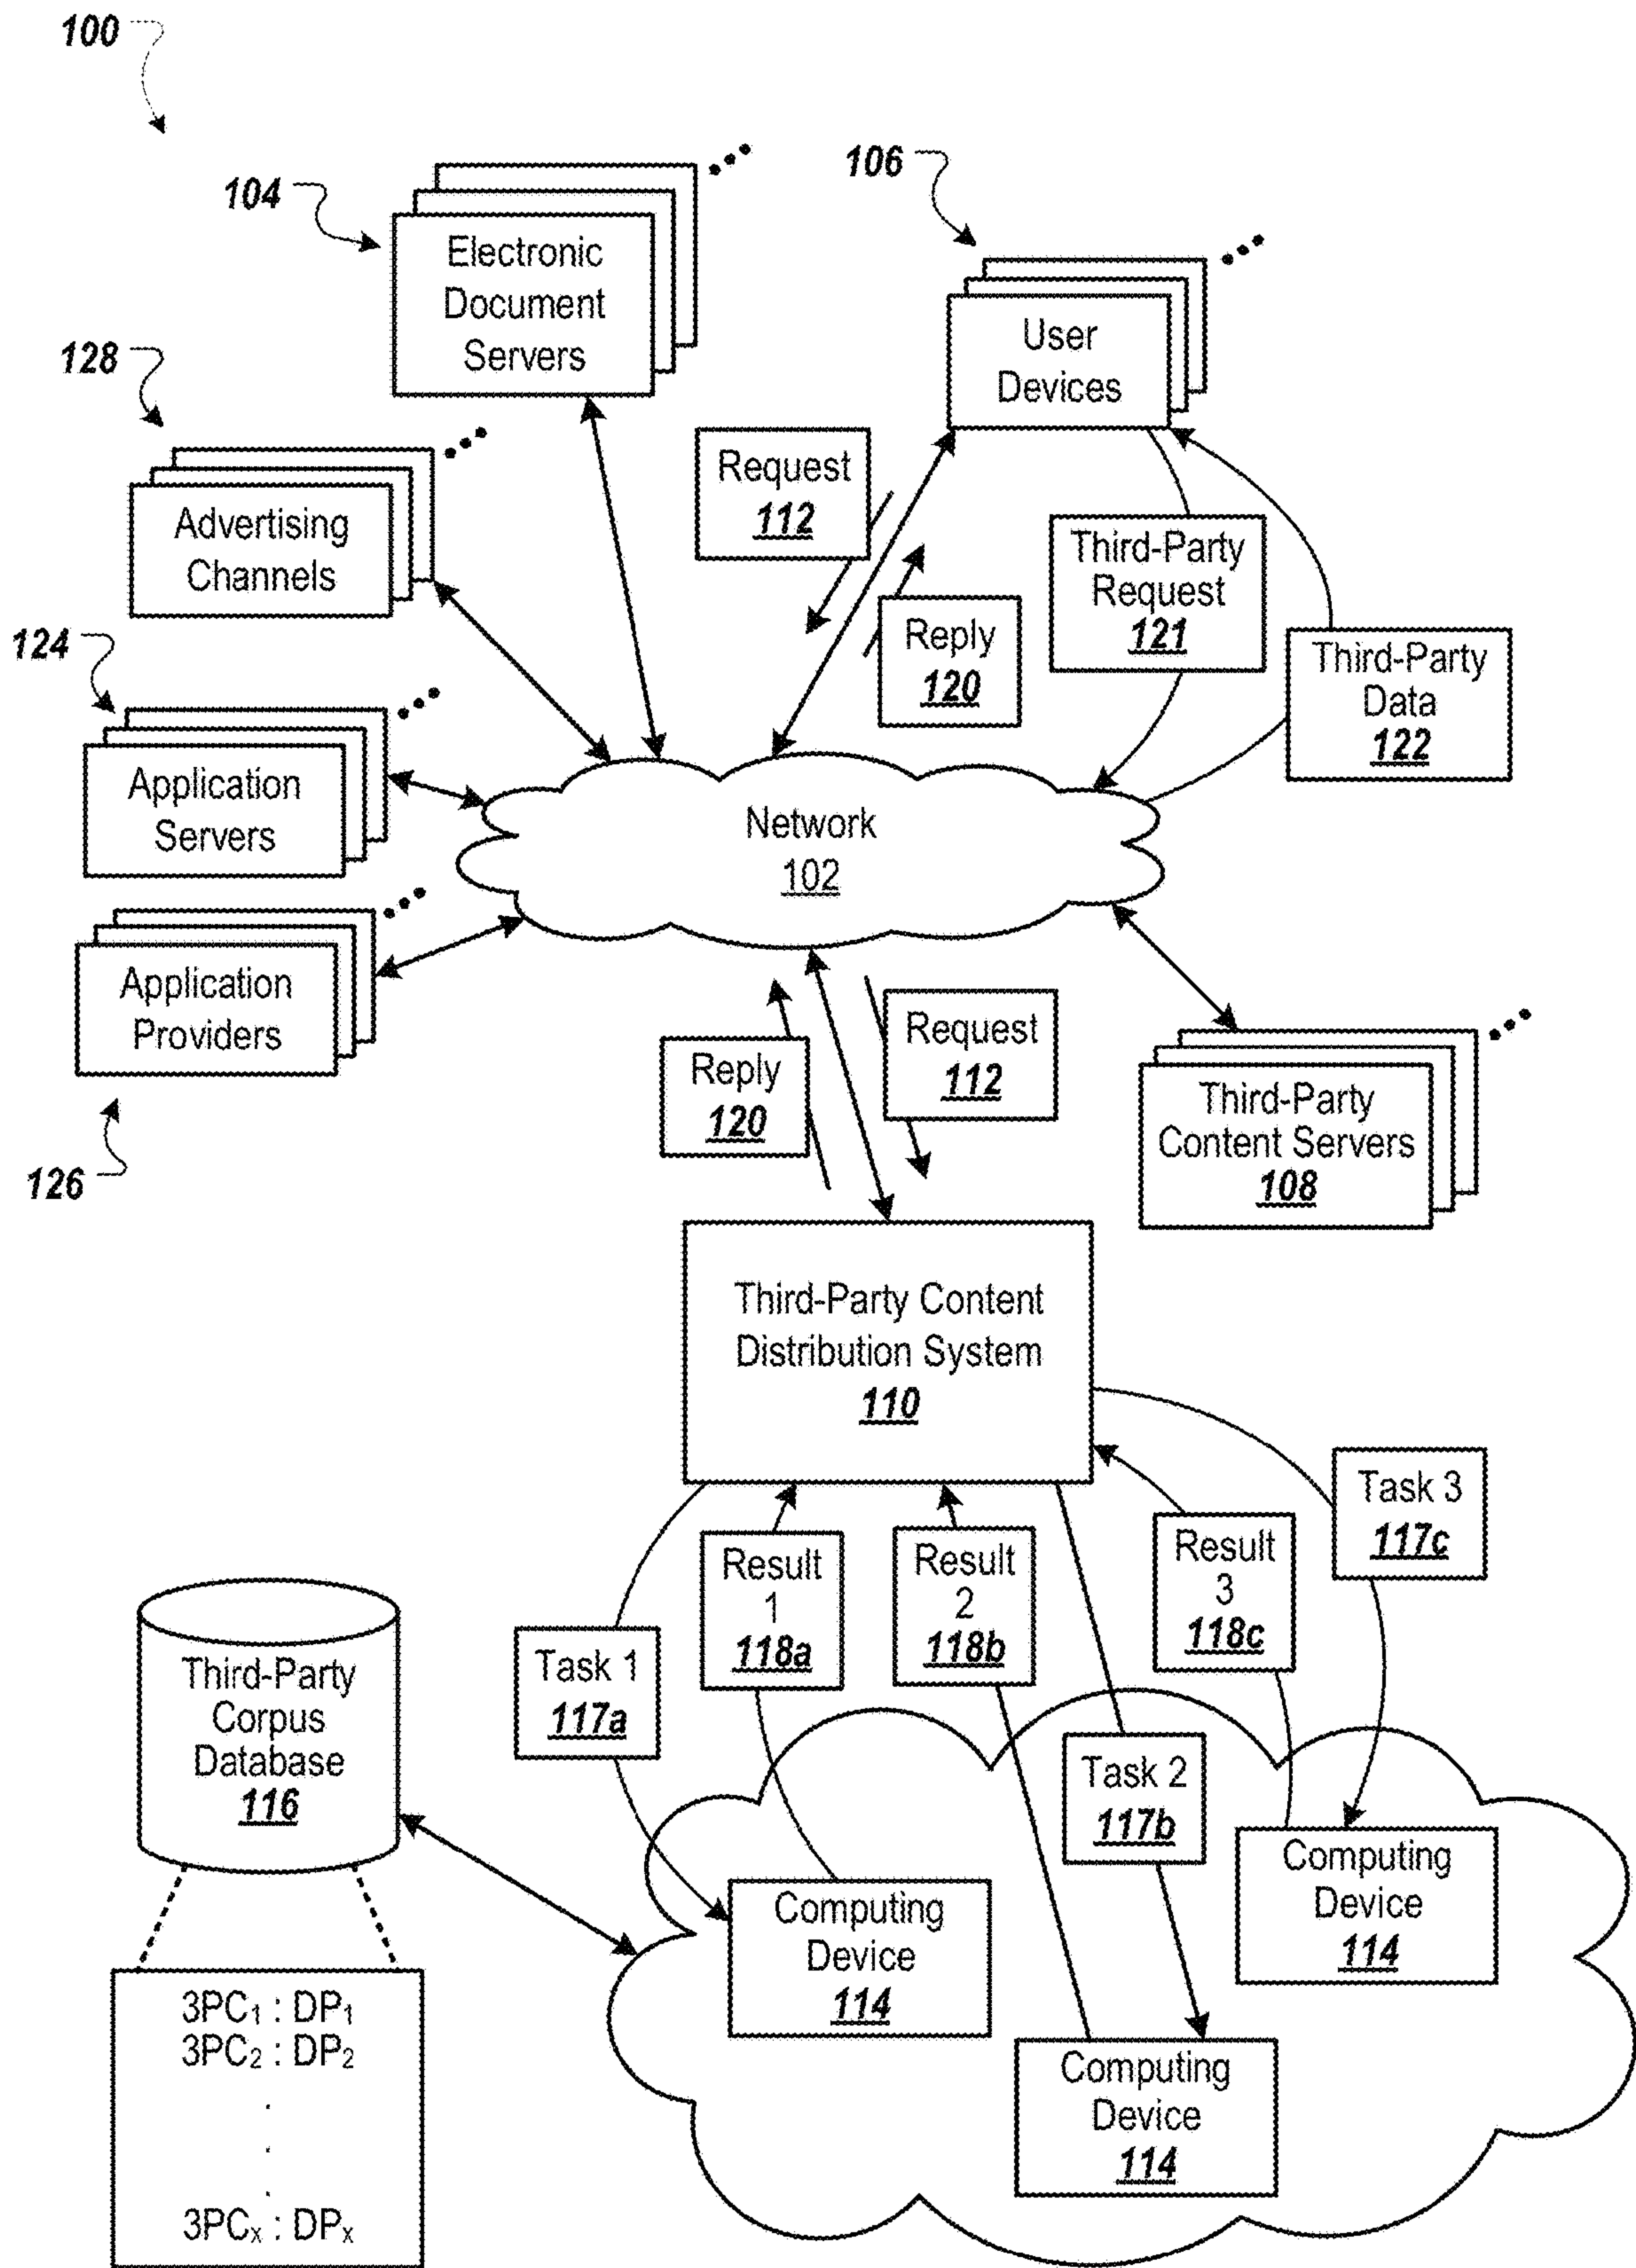 100
104
Electronic
Document
Servers
106
User
Devices
128
Advertising
Channels
Request
112
Third-Party
Request
121
Reply
120
Third-Party
Data
122
124
Application
Servers
Network
102
Application
Providers
126
Reply
120
Request
112
Third-Party
Content Servers
108
Third-Party Content
Distribution System
110
Task 1
117a
Result
1
118a
Result
2
118b
Task 2
117b
Result
3
118c
Task 3
117c
Third-Party
Corpus
Database
116
Computing
Device
114
Computing
Device
114
Computing
Device
114
3PC₁ : DP₁
3PC₂ : DP₂
.
.
.
3PCₓ : DPₓ